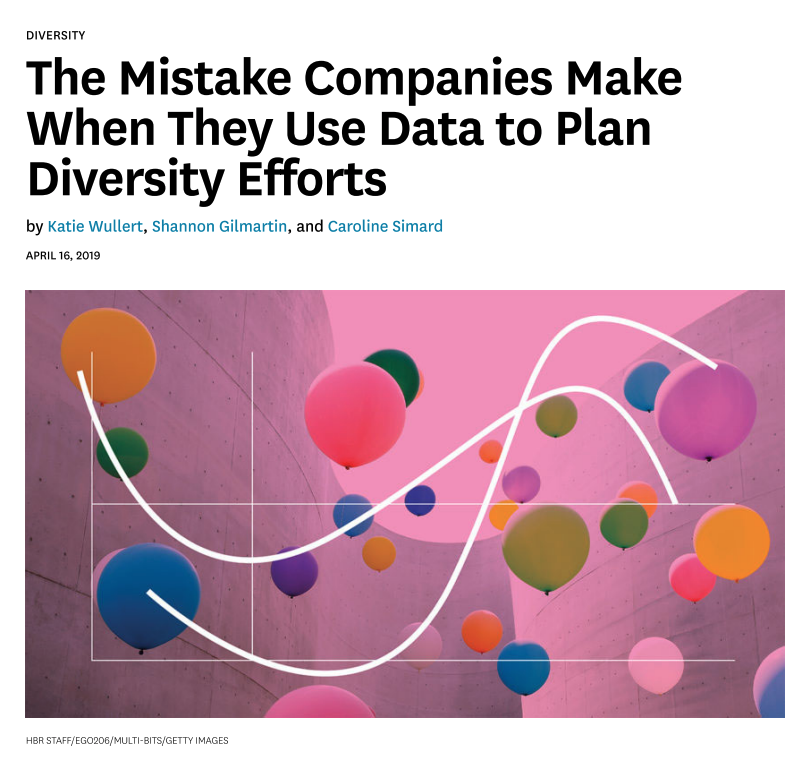 DIVERSITY
The Mistake Companies Make
When They Use Data to Plan
Diversity Efforts
by Katie Wullert, Shannon Gilmartin, and Caroline Simard
APRIL 16, 2019
HBR STAFF/EGO206/MULTI-BITS/GETTY IMAGES